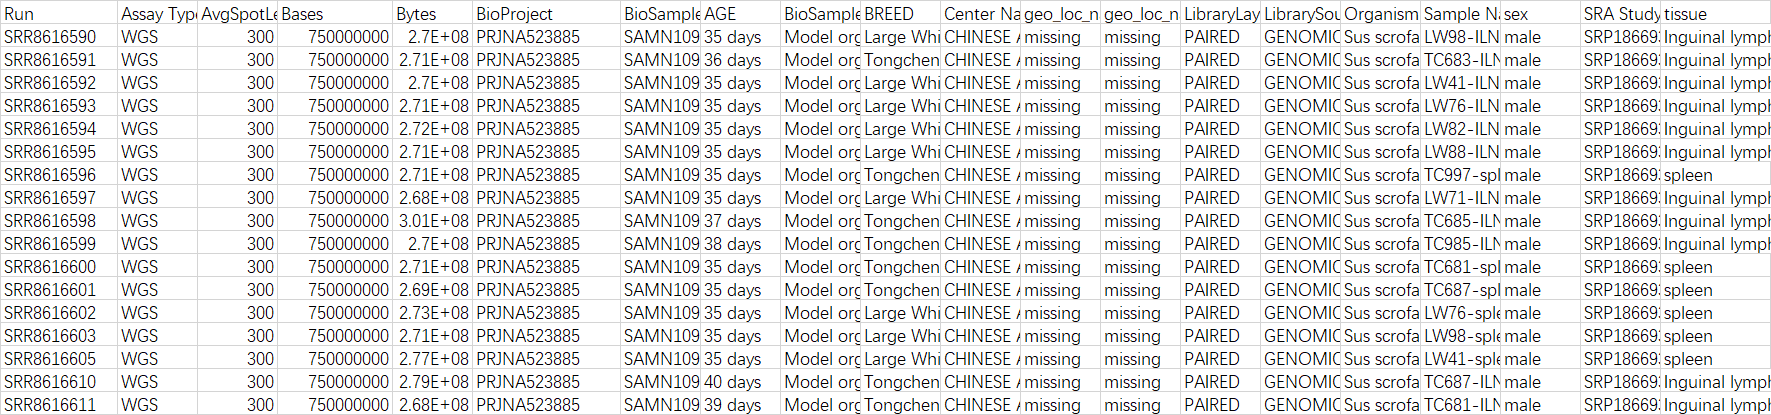 Run Assay Typ AvgSpotLe Bases Bytes BioProject BioSample AGE BioSample BREED Center Na geo_loc_n geo_loc_n LibraryLay LibrarySou Organism Sample Na sex SRA Study tissue
SRR8616590 WGS 300 750000000 2.7E+08 PRJNA523885 SAMN109 35 days Model org Large Whi CHINESE A missing missing PAIRED GENOMIC Sus scrofa LW98-ILN male SRP18669 Inguinal lymph
SRR8616591 WGS 300 750000000 2.71E+08 PRJNA523885 SAMN109 36 days Model org Tongchen CHINESE A missing missing PAIRED GENOMIC Sus scrofa TC683-ILN male SRP18669 Inguinal lymph
SRR8616592 WGS 300 750000000 2.7E+08 PRJNA523885 SAMN109 35 days Model org Large Whi CHINESE A missing missing PAIRED GENOMIC Sus scrofa LW41-ILN male SRP18669 Inguinal lymph
SRR8616593 WGS 300 750000000 2.71E+08 PRJNA523885 SAMN109 35 days Model org Large Whi CHINESE A missing missing PAIRED GENOMIC Sus scrofa LW76-ILN male SRP18669 Inguinal lymph
SRR8616594 WGS 300 750000000 2.72E+08 PRJNA523885 SAMN109 35 days Model org Large Whi CHINESE A missing missing PAIRED GENOMIC Sus scrofa LW82-ILN male SRP18669 Inguinal lymph
SRR8616595 WGS 300 750000000 2.71E+08 PRJNA523885 SAMN109 35 days Model org Large Whi CHINESE A missing missing PAIRED GENOMIC Sus scrofa LW88-ILN male SRP18669 Inguinal lymph
SRR8616596 WGS 300 750000000 2.71E+08 PRJNA523885 SAMN109 35 days Model org Tongchen CHINESE A missing missing PAIRED GENOMIC Sus scrofa TC997-spl male SRP18669 spleen
SRR8616597 WGS 300 750000000 2.68E+08 PRJNA523885 SAMN109 35 days Model org Large Whi CHINESE A missing missing PAIRED GENOMIC Sus scrofa LW71-ILN male SRP18669 Inguinal lymph
SRR8616598 WGS 300 750000000 3.01E+08 PRJNA523885 SAMN109 37 days Model org Tongchen CHINESE A missing missing PAIRED GENOMIC Sus scrofa TC685-ILN male SRP18669 Inguinal lymph
SRR8616599 WGS 300 750000000 2.7E+08 PRJNA523885 SAMN109 38 days Model org Tongchen CHINESE A missing missing PAIRED GENOMIC Sus scrofa TC985-ILN male SRP18669 Inguinal lymph
SRR8616600 WGS 300 750000000 2.71E+08 PRJNA523885 SAMN109 35 days Model org Tongchen CHINESE A missing missing PAIRED GENOMIC Sus scrofa TC681-spl male SRP18669 spleen
SRR8616601 WGS 300 750000000 2.69E+08 PRJNA523885 SAMN109 35 days Model org Tongchen CHINESE A missing missing PAIRED GENOMIC Sus scrofa TC687-spl male SRP18669 spleen
SRR8616602 WGS 300 750000000 2.73E+08 PRJNA523885 SAMN109 35 days Model org Large Whi CHINESE A missing missing PAIRED GENOMIC Sus scrofa LW76-sple male SRP18669 spleen
SRR8616603 WGS 300 750000000 2.71E+08 PRJNA523885 SAMN109 35 days Model org Large Whi CHINESE A missing missing PAIRED GENOMIC Sus scrofa LW98-sple male SRP18669 spleen
SRR8616605 WGS 300 750000000 2.77E+08 PRJNA523885 SAMN109 35 days Model org Large Whi CHINESE A missing missing PAIRED GENOMIC Sus scrofa LW41-sple male SRP18669 spleen
SRR8616610 WGS 300 750000000 2.79E+08 PRJNA523885 SAMN109 40 days Model org Tongchen CHINESE A missing missing PAIRED GENOMIC Sus scrofa TC687-ILN male SRP18669 Inguinal lymph
SRR8616611 WGS 300 750000000 2.68E+08 PRJNA523885 SAMN109 39 days Model org Tongchen CHINESE A missing missing PAIRED GENOMIC Sus scrofa TC681-ILN male SRP18669 Inguinal lymph